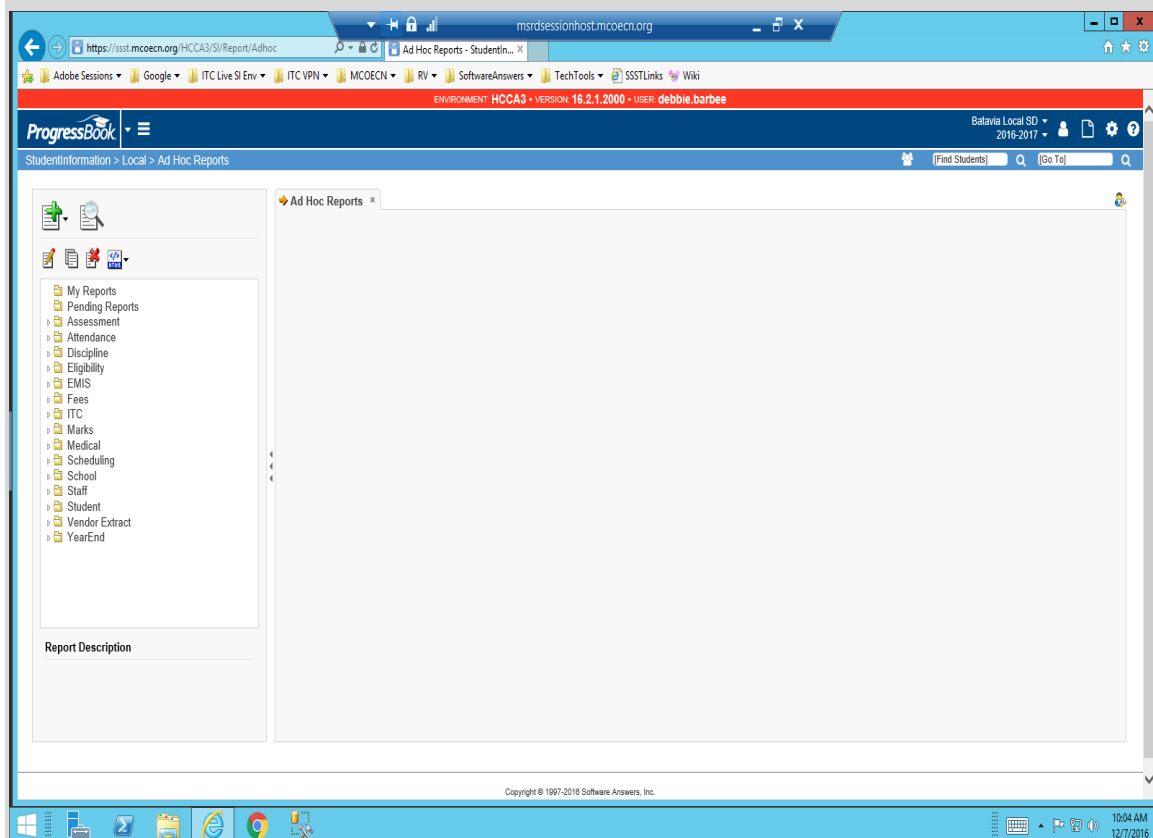 msrdsessionhost.mcoecn.org
https://ssst.mcoecn.org/HCCA3/SI/Report/Adhoc
Ad Hoc Reports - StudentIn...
Adobe Sessions Google ITC Live SI Env ITC VPN MCOECN RV SoftwareAnswers TechTools SSSTLinks Wiki
ENVIRONMENT: HCCA3 • VERSION: 16.2.1.2000 • USER: debbie.barbee
ProgressBook
Batavia Local SD
2016-2017
StudentInformation > Local > Ad Hoc Reports
[Find Students]
[Go To]
Ad Hoc Reports
HTML
My Reports
Pending Reports
Assessment
Attendance
Discipline
Eligibility
EMIS
Fees
ITC
Marks
Medical
Scheduling
School
Staff
Student
Vendor Extract
YearEnd
Report Description
Copyright © 1997-2016 Software Answers, Inc.
10:04 AM
12/7/2016